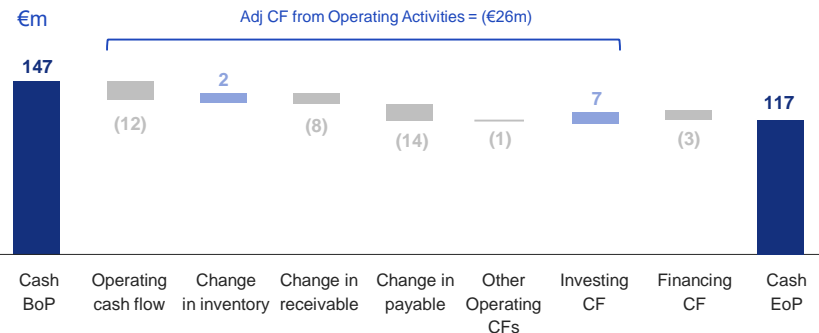 €m
Adj CF from Operating Activities = (€26m)
147
(12)
2
(8)
(14)
(1)
7
(3)
117
Cash
BoP
Operating
cash flow
Change
in inventory
Change in
receivable
Change in
payable
Other
Operating
CFs
Investing
CF
Financing
CF
Cash
EoP